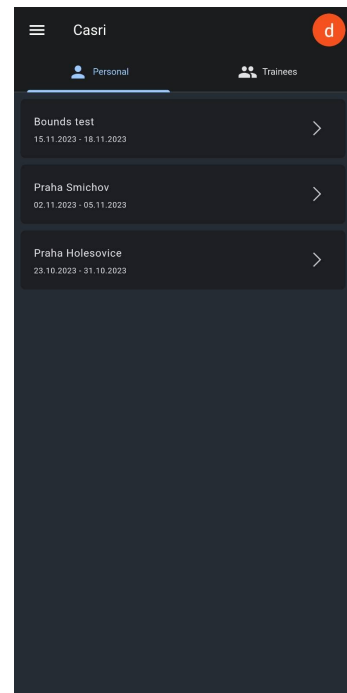 Casri
d
Personal
Trainees
Bounds test
15.11.2023 - 18.11.2023
Praha Smichov
02.11.2023 - 05.11.2023
Praha Holesovice
23.10.2023 - 31.10.2023